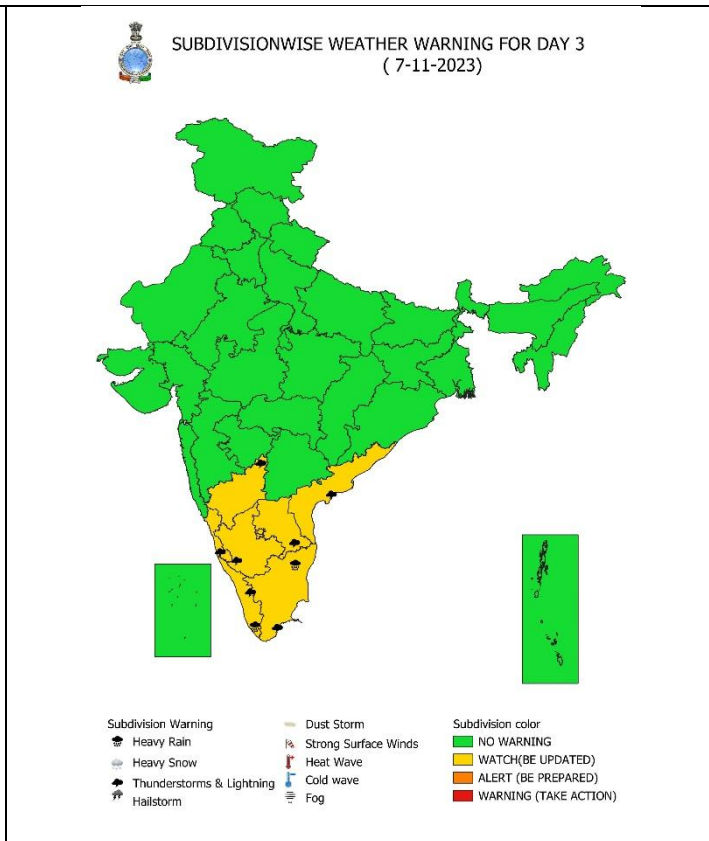 SUBDIVISIONWISE WEATHER WARNING FOR DAY 3
( 7-11-2023)
Subdivision Warning
Heavy Rain
Heavy Snow
Thunderstorms & Lightning
Hailstorm
Dust Storm
Strong Surface Winds
Heat Wave
Cold wave
Fog
Subdivision color
NO WARNING
WATCH(BE UPDATED)
ALERT (BE PREPARED)
WARNING (TAKE ACTION)